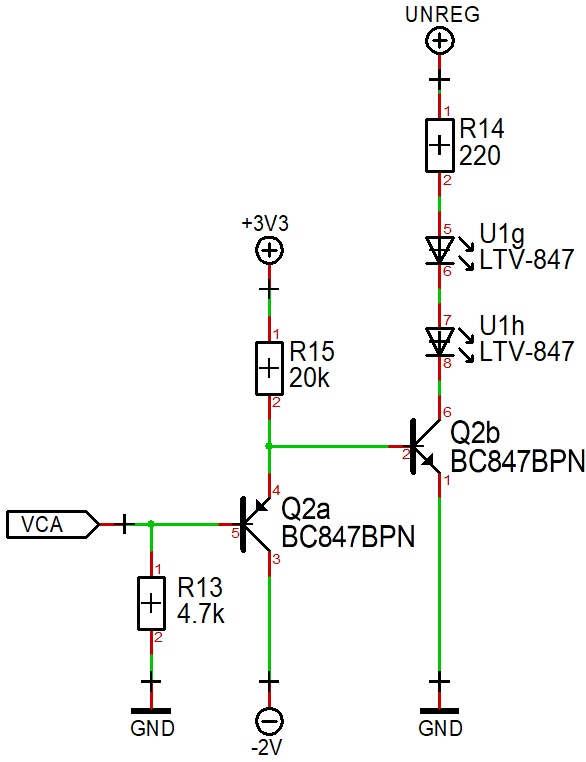 UNREG
1
R14
220
2
5
U1g
LTV-847
6
7
U1h
LTV-847
8
+3V3
1
R15
20k
2
6
Q2b
BC847BPN
2
1
4
Q2a
BC847BPN
5
3
VCA
1
R13
4.7k
2
GND
-2V
GND